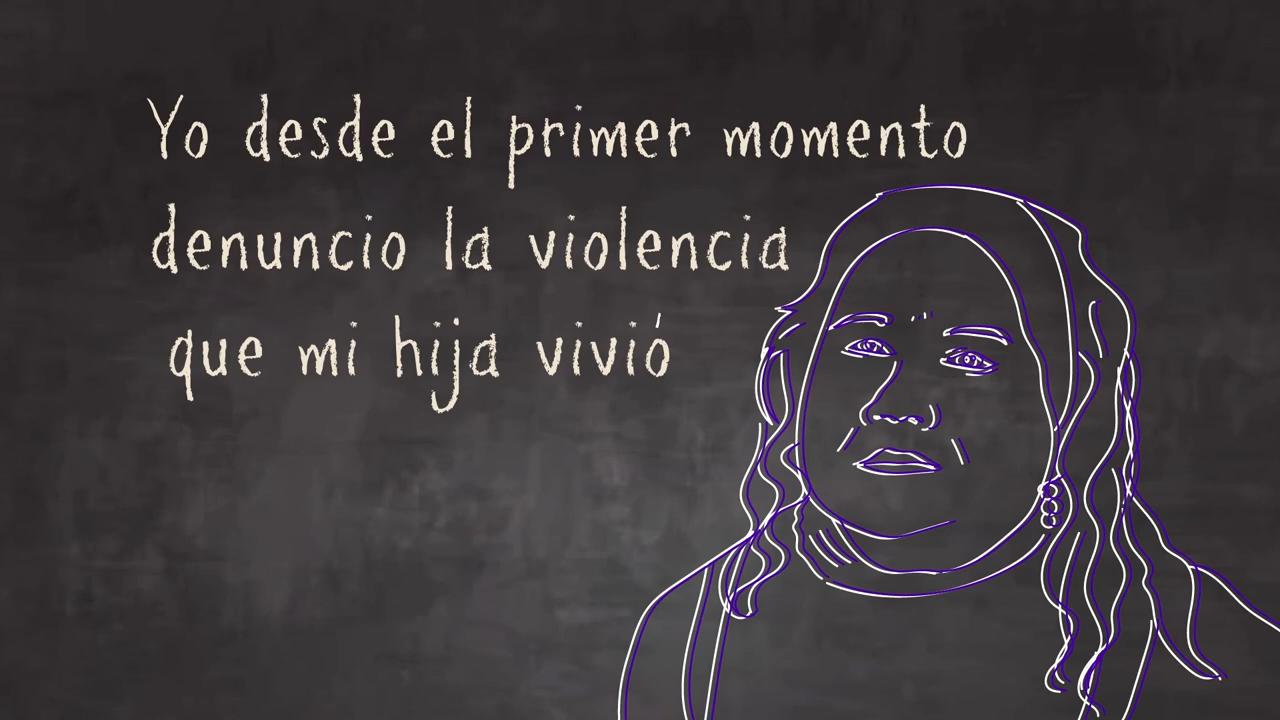 Yo desde el primer momento
denuncio la violencia
que mi hija vivió